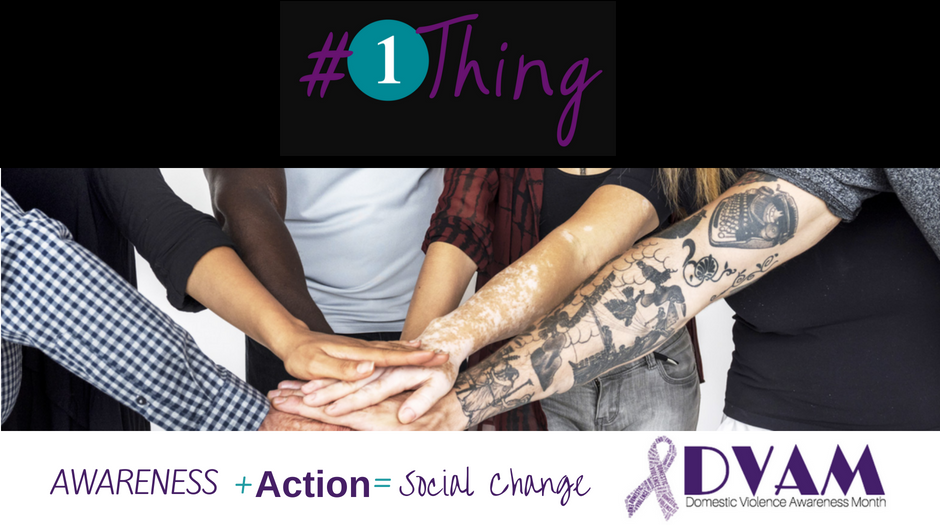 #1Thing
AWARENESS + Action = Social Change
DVAM
Domestic Violence Awareness Month